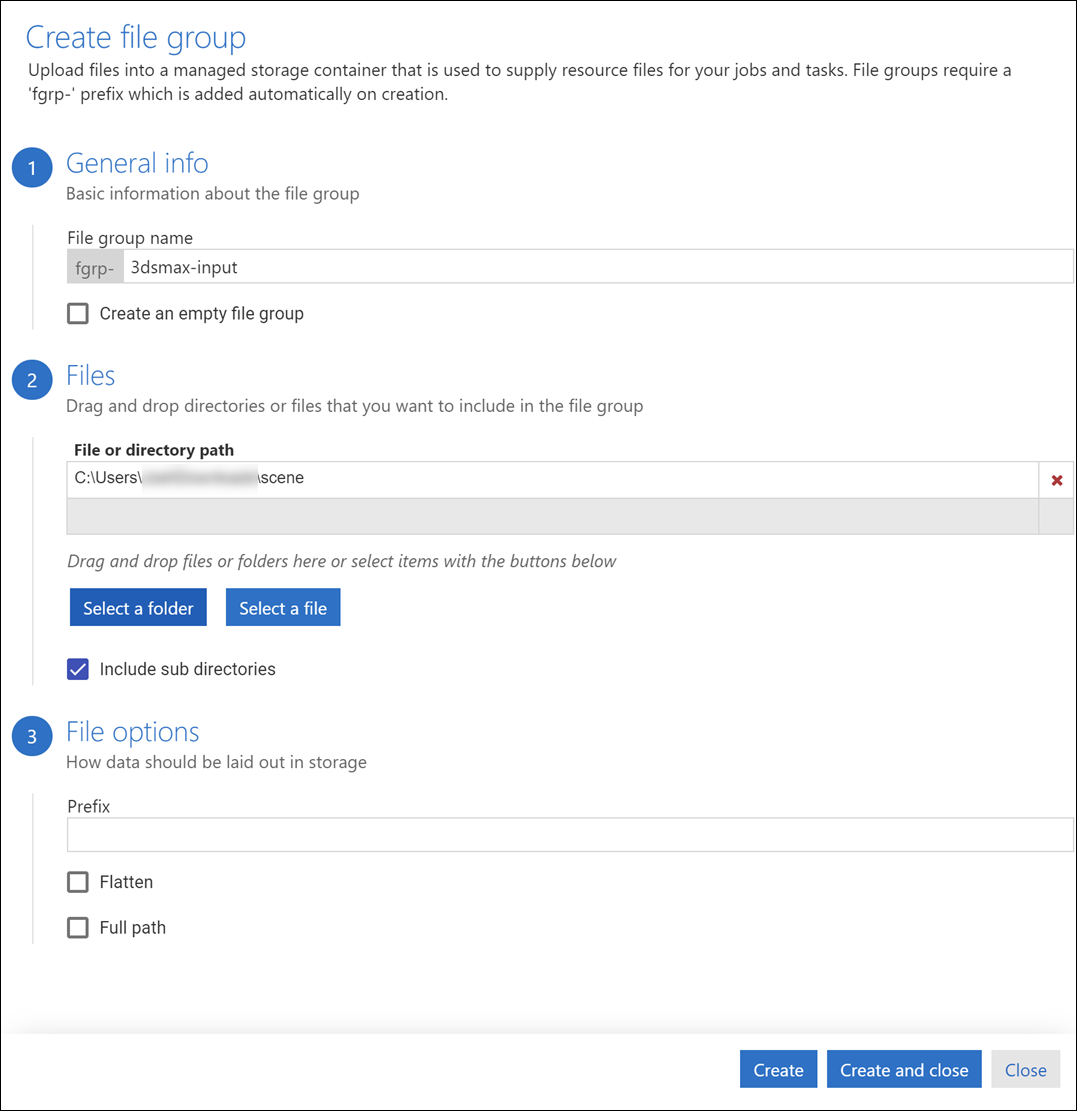 Create file group
Upload files into a managed storage container that is used to supply resource files for your jobs and tasks. File groups require a
'fgrp-' prefix which is added automatically on creation.
1 General info
Basic information about the file group
File group name
fgrp- 3dsmax-input
Create an empty file group
2 Files
Drag and drop directories or files that you want to include in the file group
File or directory path
C:\Users\ \scene
Drag and drop files or folders here or select items with the buttons below
Select a folder Select a file
Include sub directories
3 File options
How data should be laid out in storage
Prefix
Flatten
Full path
Create Create and close Close